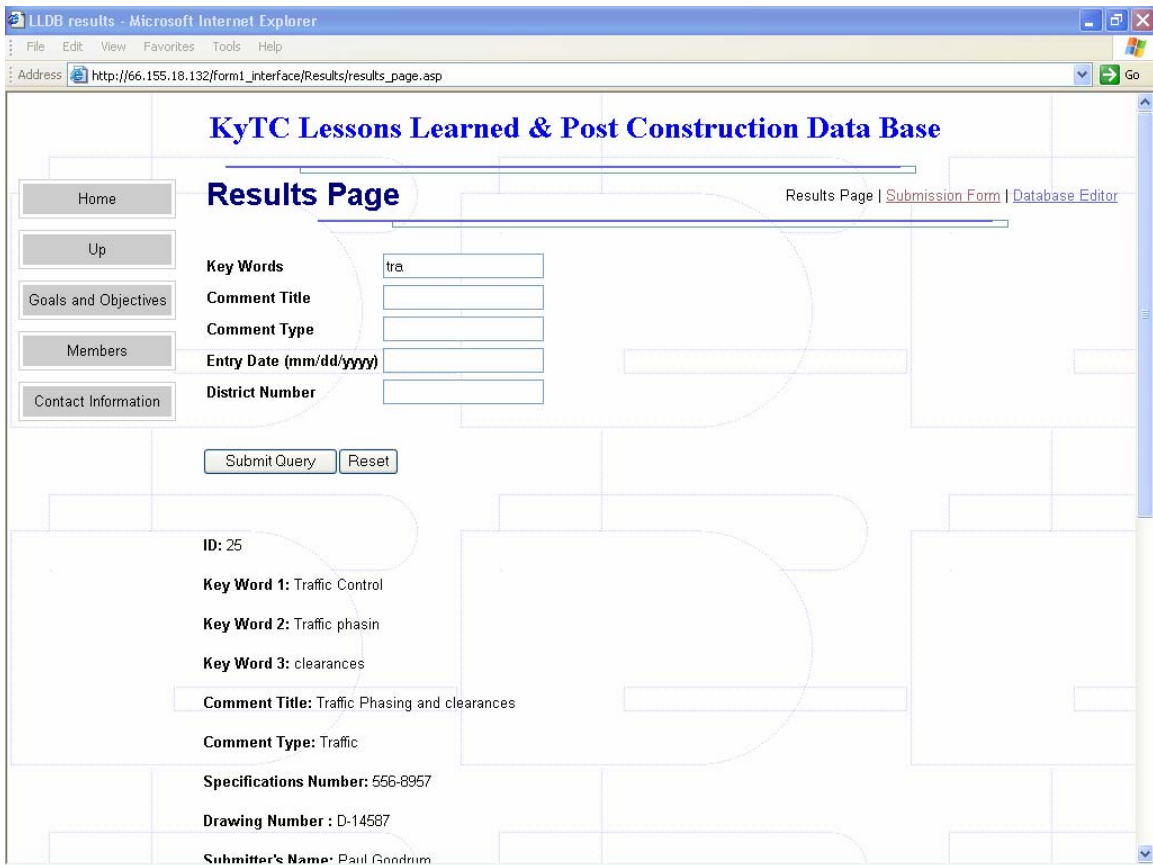 LLDB results - Microsoft Internet Explorer
File Edit View Favorites Tools Help
Address http://66.155.18.132/form1_interface/Results/results_page.asp Go
KyTC Lessons Learned & Post Construction Data Base
Results Page
Results Page | Submission Form | Database Editor
Home
Up
Goals and Objectives
Members
Contact Information
Key Words tra
Comment Title
Comment Type
Entry Date (mm/dd/yyyy)
District Number
Submit Query Reset
ID: 25
Key Word 1: Traffic Control
Key Word 2: Traffic phasin
Key Word 3: clearances
Comment Title: Traffic Phasing and clearances
Comment Type: Traffic
Specifications Number: 556-8957
Drawing Number : D-14587
Submitter's Name: Paul Goodrum